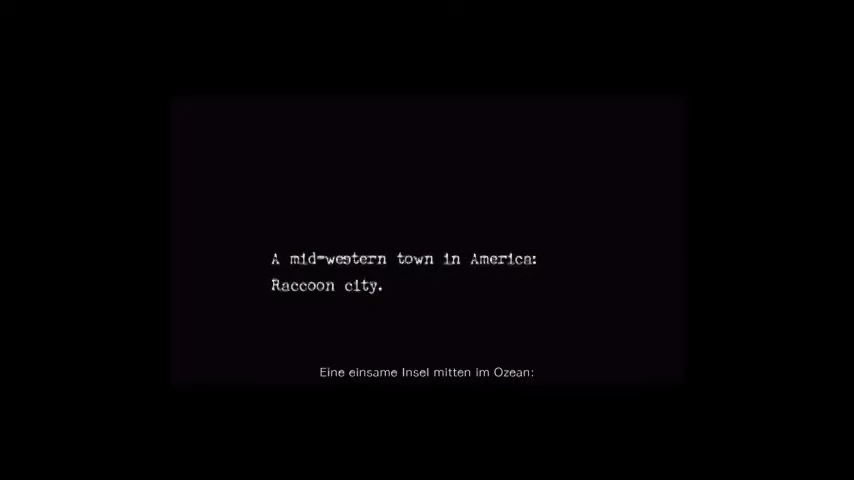 A mid-western town in America:
Raccoon city.
Eine einsame Insel mitten im Ozean: